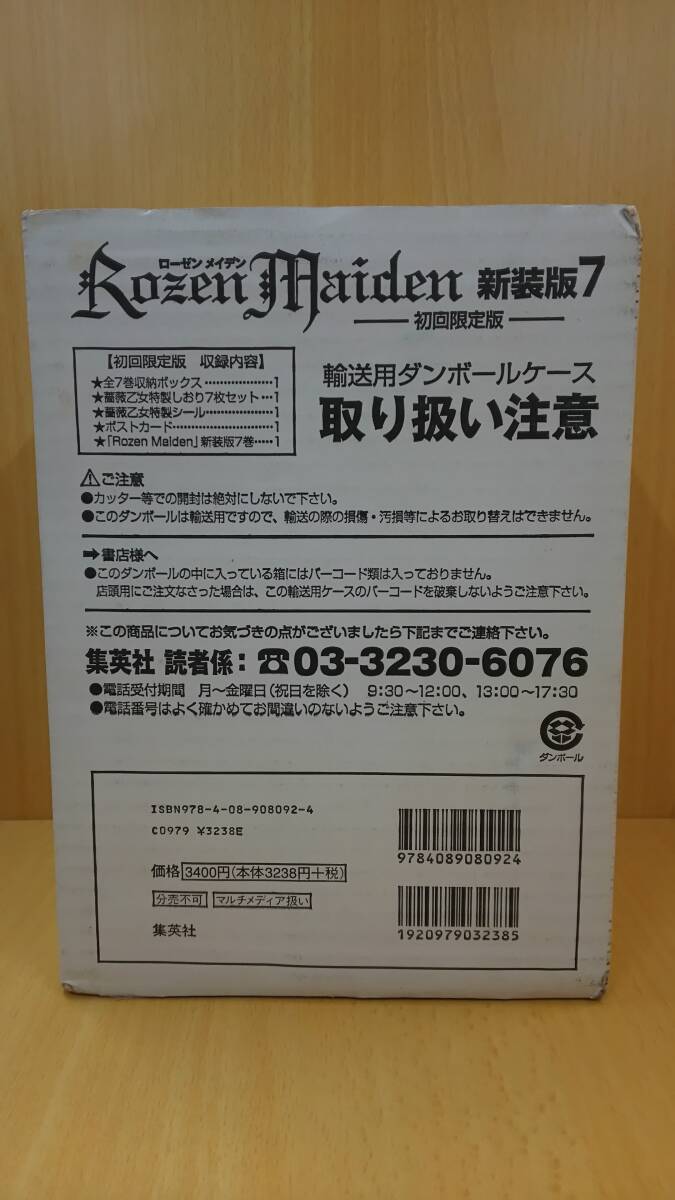 ローゼン メイデン
Rozen Maiden 新装版7
初回限定版
【初回限定版 収録内容】
★全7巻収納ボックス…………………1
★薔薇乙女特製しおり7枚セット…1
★薔薇乙女特製シール…………………1
★ポストカード…………………………1
★「Rozen Maiden」新装版7巻……1
輸送用ダンボールケース
取り扱い注意
⚠ご注意
●カッター等での開封は絶対にしないで下さい。
●このダンボールは輸送用ですので、輸送の際の損傷・汚損等によるお取り替えはできません。
➡書店様へ
●このダンボールの中に入っている箱にはバーコード類は入っておりません。
店頭用にご注文なさった場合は、この輸送用ケースのバーコードを破棄しないようご注意下さい。
※この商品についてお気づきの点がございましたら下記までご連絡下さい。
集英社 読者係：☎03-3230-6076
●電話受付期間 月〜金曜日（祝日を除く） 9:30〜12:00、13:00〜17:30
●電話番号はよく確かめてお間違いのないようご注意下さい。
ダンボール
ISBN978-4-08-908092-4
C0979 ¥3238E
価格 3400円（本体3238円＋税）
分売不可 マルチメディア扱い
集英社
9784089080924
1920979032385